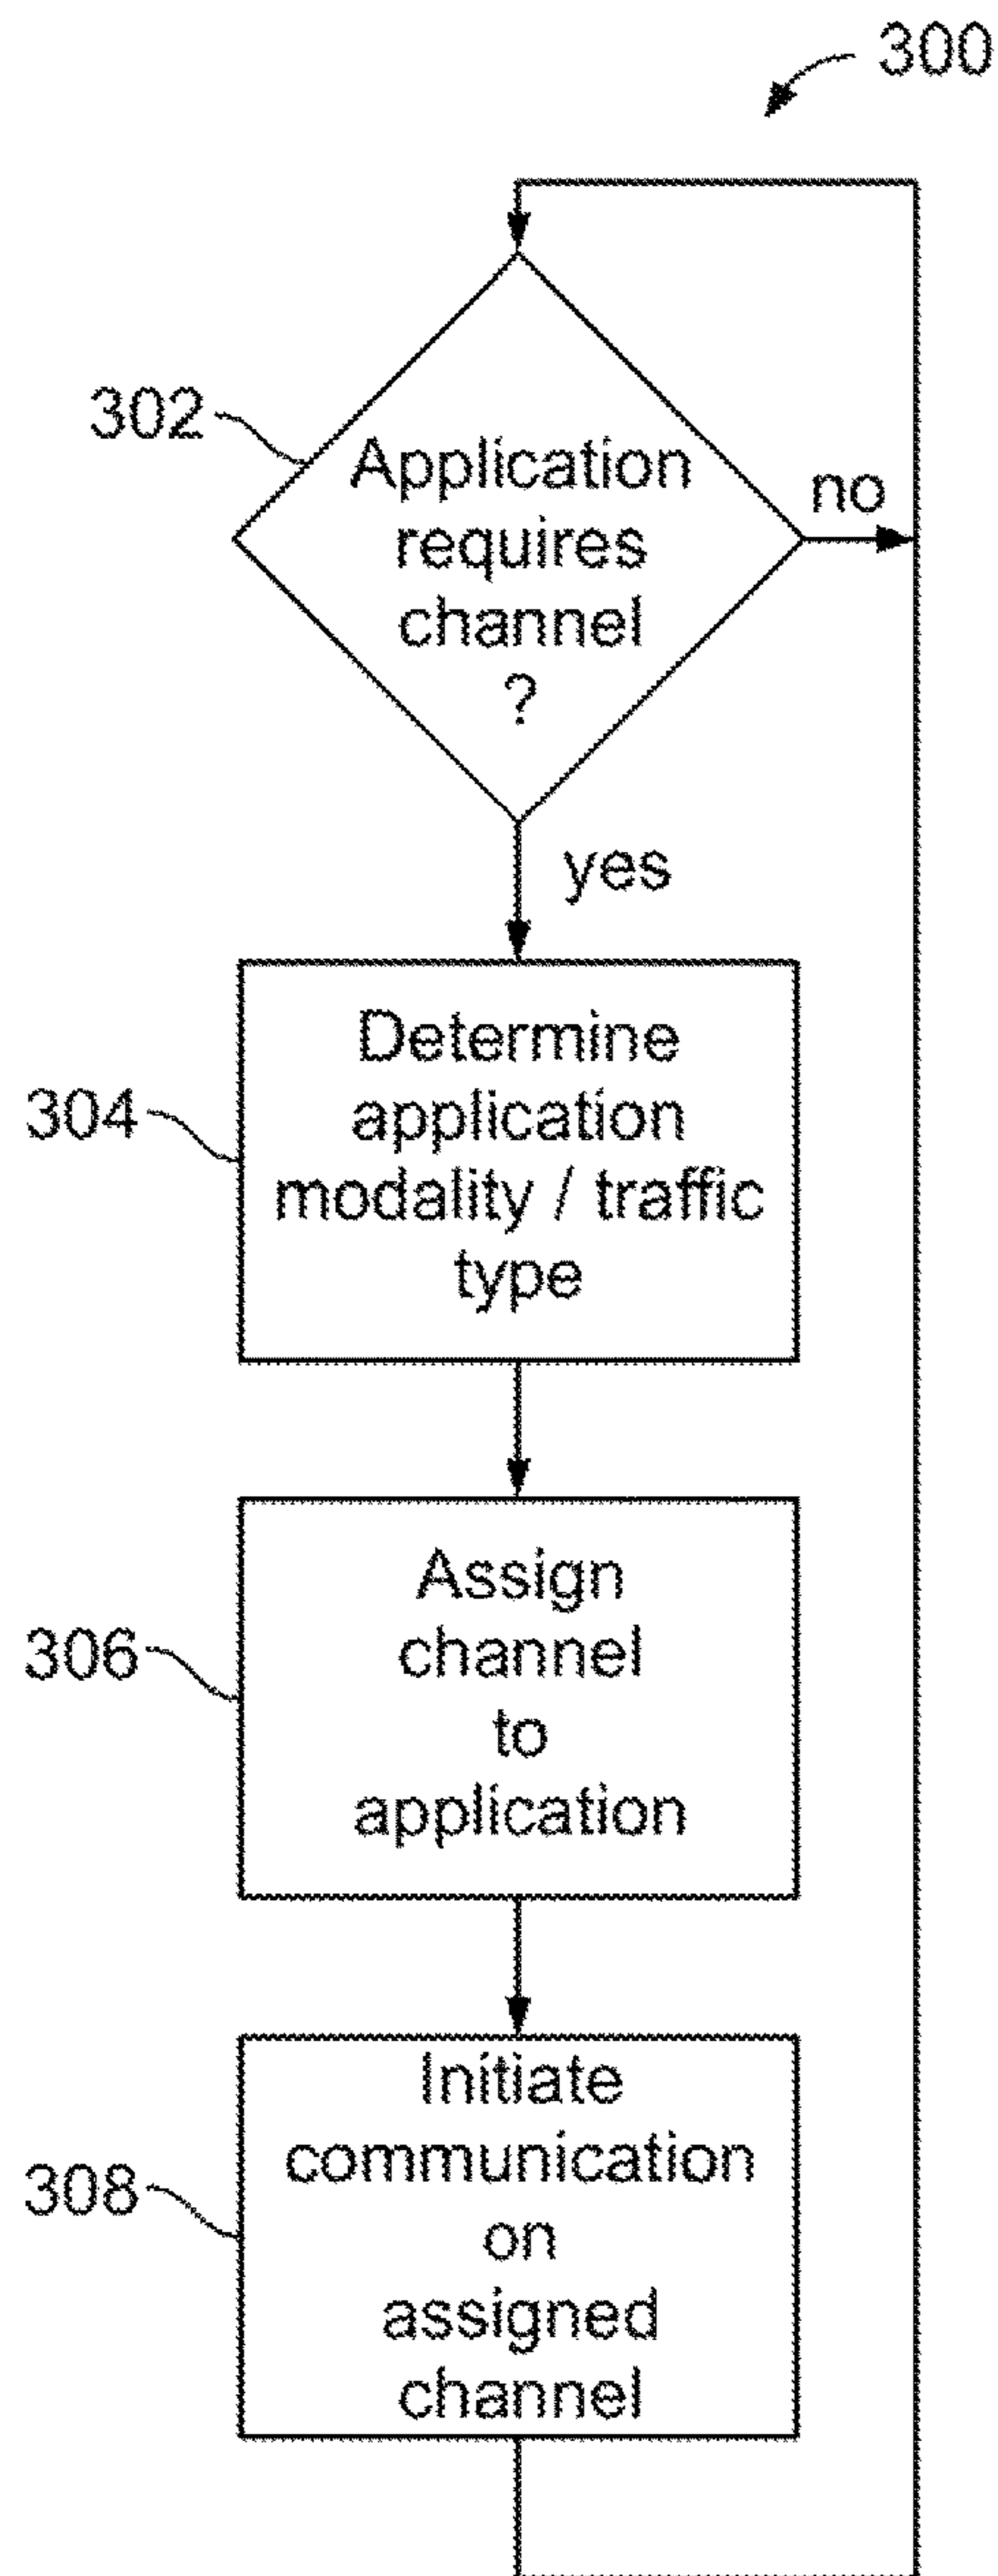 300
302
Application
requires
channel
?
no
yes
304
Determine
application
modality / traffic
type
306
Assign
channel
to
application
308
Initiate
communication
on
assigned
channel